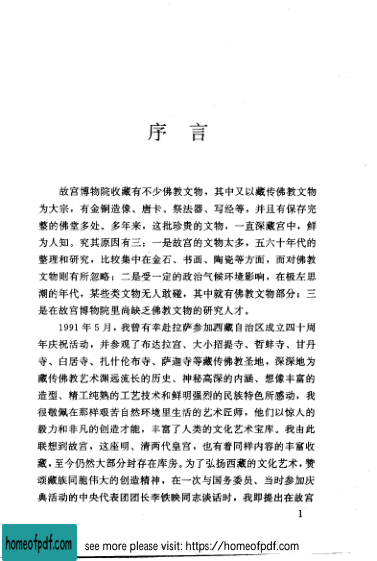 序言
故宫博物院收藏有不少佛教文物，其中又以藏传佛教文物
为大宗，有金铜造像、唐卡、祭法器、写经等，并且有保存完
整的佛堂多处。多年来，这批珍贵的文物，一直深藏宫中，鲜
为人知。究其原因有三：一是故宫的文物太多，五六十年代的
整理和研究，比较集中在金石、书画、陶瓷等方面，而对佛教
文物则有所忽略；二是受一定的政治气候环境影响，在极左思
潮的年代，某些类文物无人敢碰，其中就有佛教文物部分；三
是在故宫博物院里尚缺乏佛教文物的研究人才。
1991年5月，我曾有幸赴拉萨参加西藏自治区成立四十周
年庆祝活动，并参观了布达拉宫、大小招提寺、哲蚌寺、甘丹
寺、白居寺、扎什伦布寺、萨迦寺等藏传佛教圣地，深深地为
藏传佛教艺术渊远流长的历史、神秘高深的内涵、想像丰富的
造型、精工纯熟的工艺技术和鲜明强烈的民族特色所感动，我
很敬佩在那样艰苦自然环境里生活的艺术匠师，他们以惊人的
毅力和非凡的创造才能，丰富了人类的文化艺术宝库。我由此
联想到故宫，这座明、清两代皇宫，也有着同样内容的丰富收
藏，至今仍然大部分封存在库房。为了弘扬西藏的文化艺术，赞
颂藏族同胞伟大的创造精神，在一次与国务委员、当时参加庆
典活动的中央代表团团长李铁映同志谈话时，我即提出在故宫
1
homeofpdf.com
see more please visit: https://homeofpdf.com